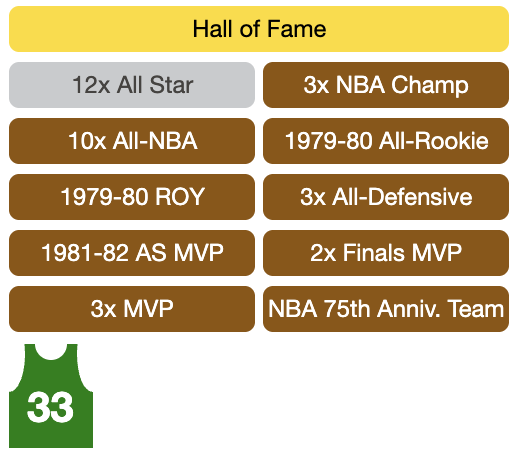 Hall of Fame
12x All Star
3x NBA Champ
10x All-NBA
1979-80 All-Rookie
1979-80 ROY
3x All-Defensive
1981-82 AS MVP
2x Finals MVP
3x MVP
NBA 75th Anniv. Team
33